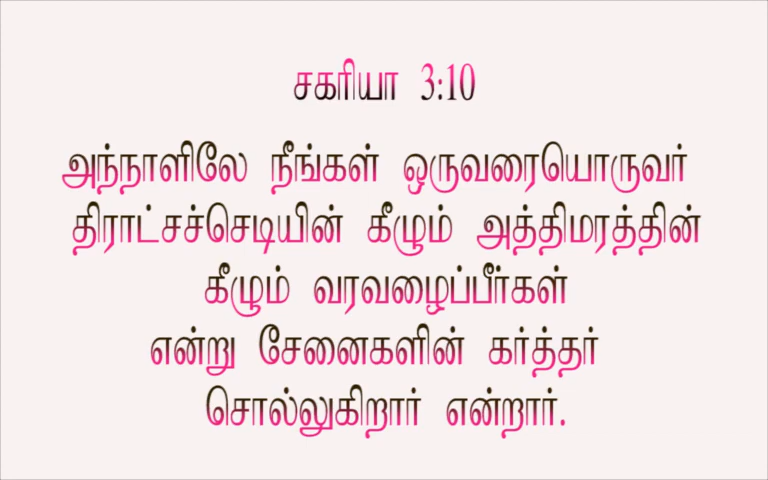 சகரியா 3:10
அந்நாளிலே நீங்கள் ஒருவரையொருவர்
திராட்சச்செடியின் கீழும் அத்திமரத்தின்
கீழும் வரவழைப்பீர்கள்
என்று சேனைகளின் கர்த்தர்
சொல்லுகிறார் என்றார்.